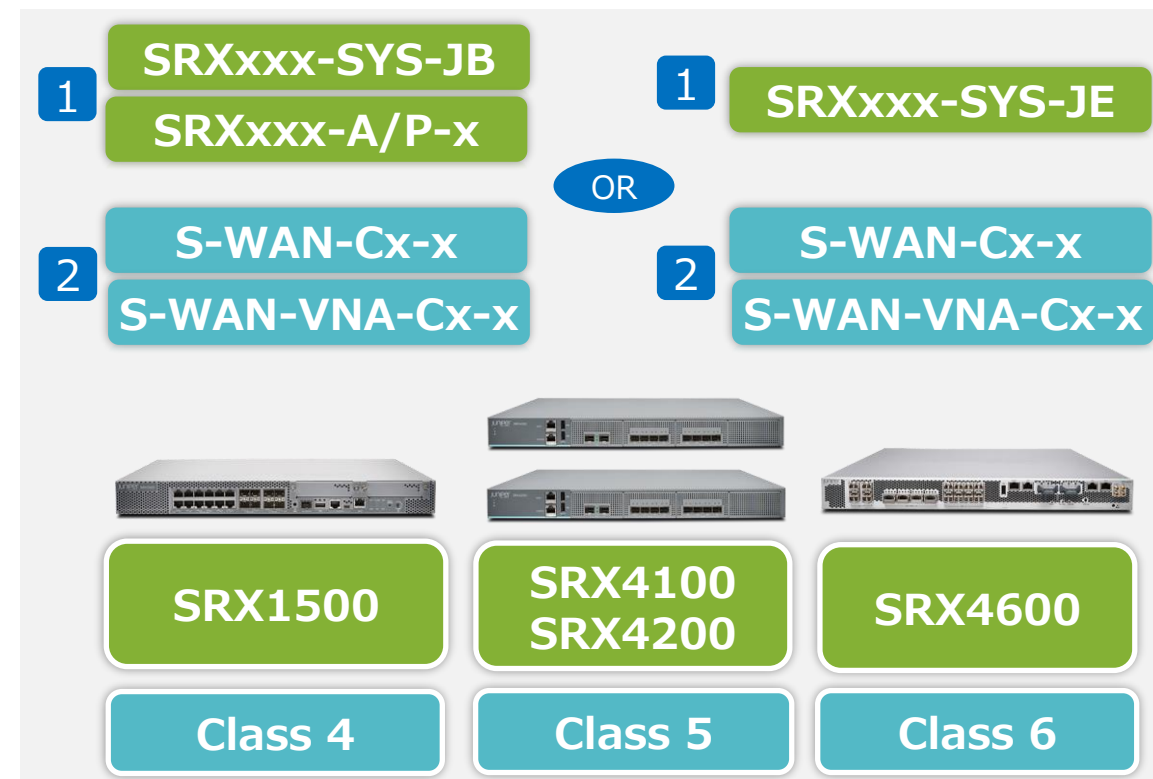 1
SRXxxx-SYS-JB
SRXxxx-A/P-x
1
SRXxxx-SYS-JE
OR
2
S-WAN-Cx-x
S-WAN-VNA-Cx-x
2
S-WAN-Cx-x
S-WAN-VNA-Cx-x
SRX1500
SRX4100
SRX4200
SRX4600
Class 4
Class 5
Class 6